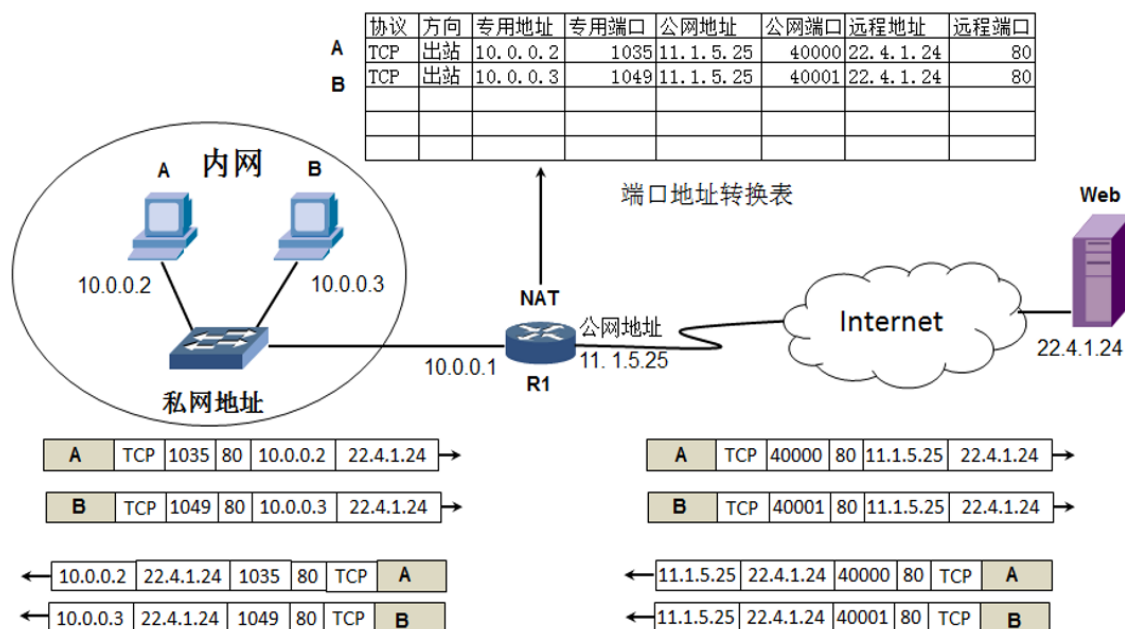 协议 方向 专用地址 专用端口 公网地址 公网端口 远程地址 远程端口
A TCP 出站 10.0.0.2 1035 11.1.5.25 40000 22.4.1.24 80
B TCP 出站 10.0.0.3 1049 11.1.5.25 40001 22.4.1.24 80
端口地址转换表
内网
A
B
10.0.0.2
10.0.0.3
私网地址
10.0.0.1
NAT
R1
公网地址
11. 1.5.25
Internet
Web
22.4.1.24
A TCP 1035 80 10.0.0.2 22.4.1.24
B TCP 1049 80 10.0.0.3 22.4.1.24
10.0.0.2 22.4.1.24 1035 80 TCP A
10.0.0.3 22.4.1.24 1049 80 TCP B
A TCP 40000 80 11.1.5.25 22.4.1.24
B TCP 40001 80 11.1.5.25 22.4.1.24
11.1.5.25 22.4.1.24 40000 80 TCP A
11.1.5.25 22.4.1.24 40001 80 TCP B